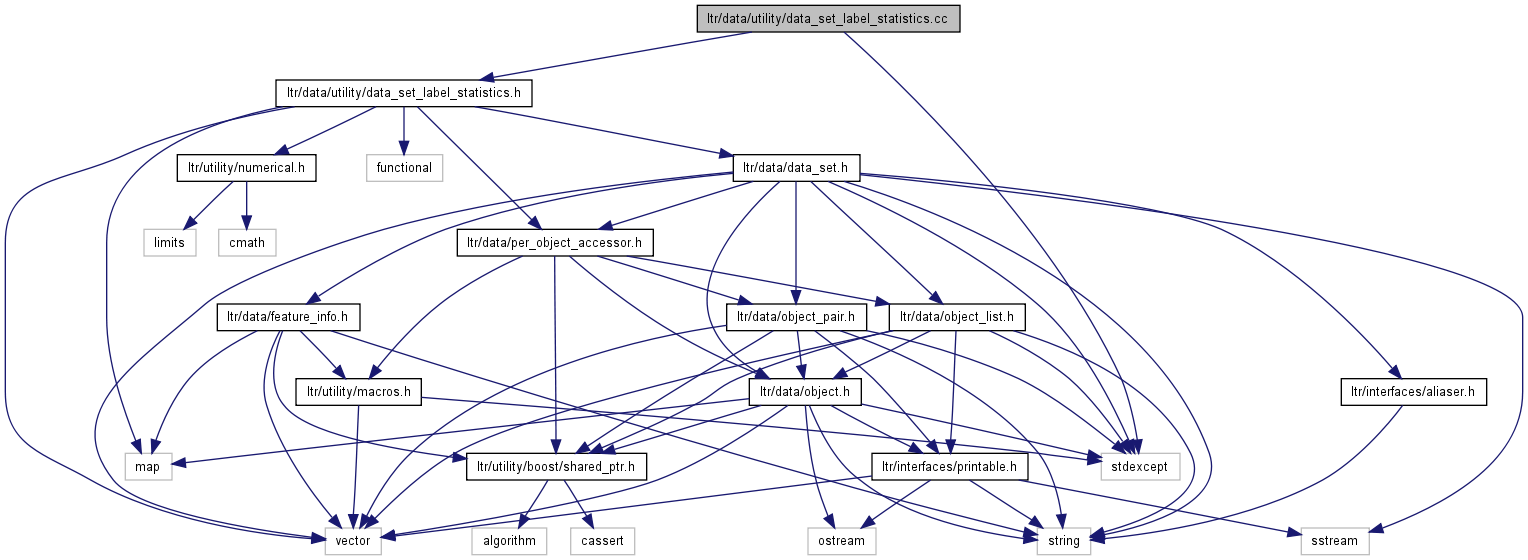 ltr/data/utility/data_set_label_statistics.cc
ltr/data/utility/data_set_label_statistics.h
ltr/utility/numerical.h
functional
ltr/data/data_set.h
limits
cmath
ltr/data/per_object_accessor.h
ltr/data/feature_info.h
ltr/data/object_pair.h
ltr/data/object_list.h
ltr/utility/macros.h
ltr/data/object.h
ltr/interfaces/aliaser.h
map
ltr/utility/boost/shared_ptr.h
ltr/interfaces/printable.h
stdexcept
vector
algorithm
cassert
ostream
string
sstream